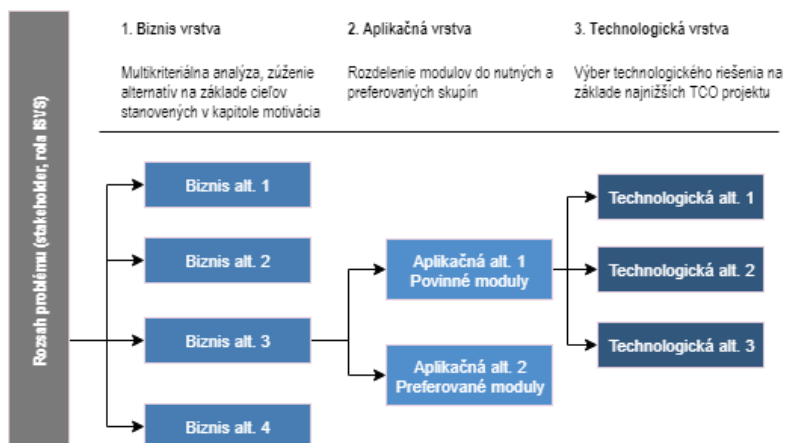 Rozsah problému (stakeholder, rola ISVS)
1. Biznis vrstva
Multikriteriálna analýza, zúženie
alternatív na základe cieľov
stanovených v kapitole motivácia
2. Aplikačná vrstva
Rozdelenie modulov do nutných a
preferovaných skupín
3. Technologická vrstva
Výber technologického riešenia na
základe najnižších TCO projektu
Biznis alt. 1
Biznis alt. 2
Biznis alt. 3
Biznis alt. 4
Aplikačná alt. 1
Povinné moduly
Aplikačná alt. 2
Preferované moduly
Technologická alt. 1
Technologická alt. 2
Technologická alt. 3